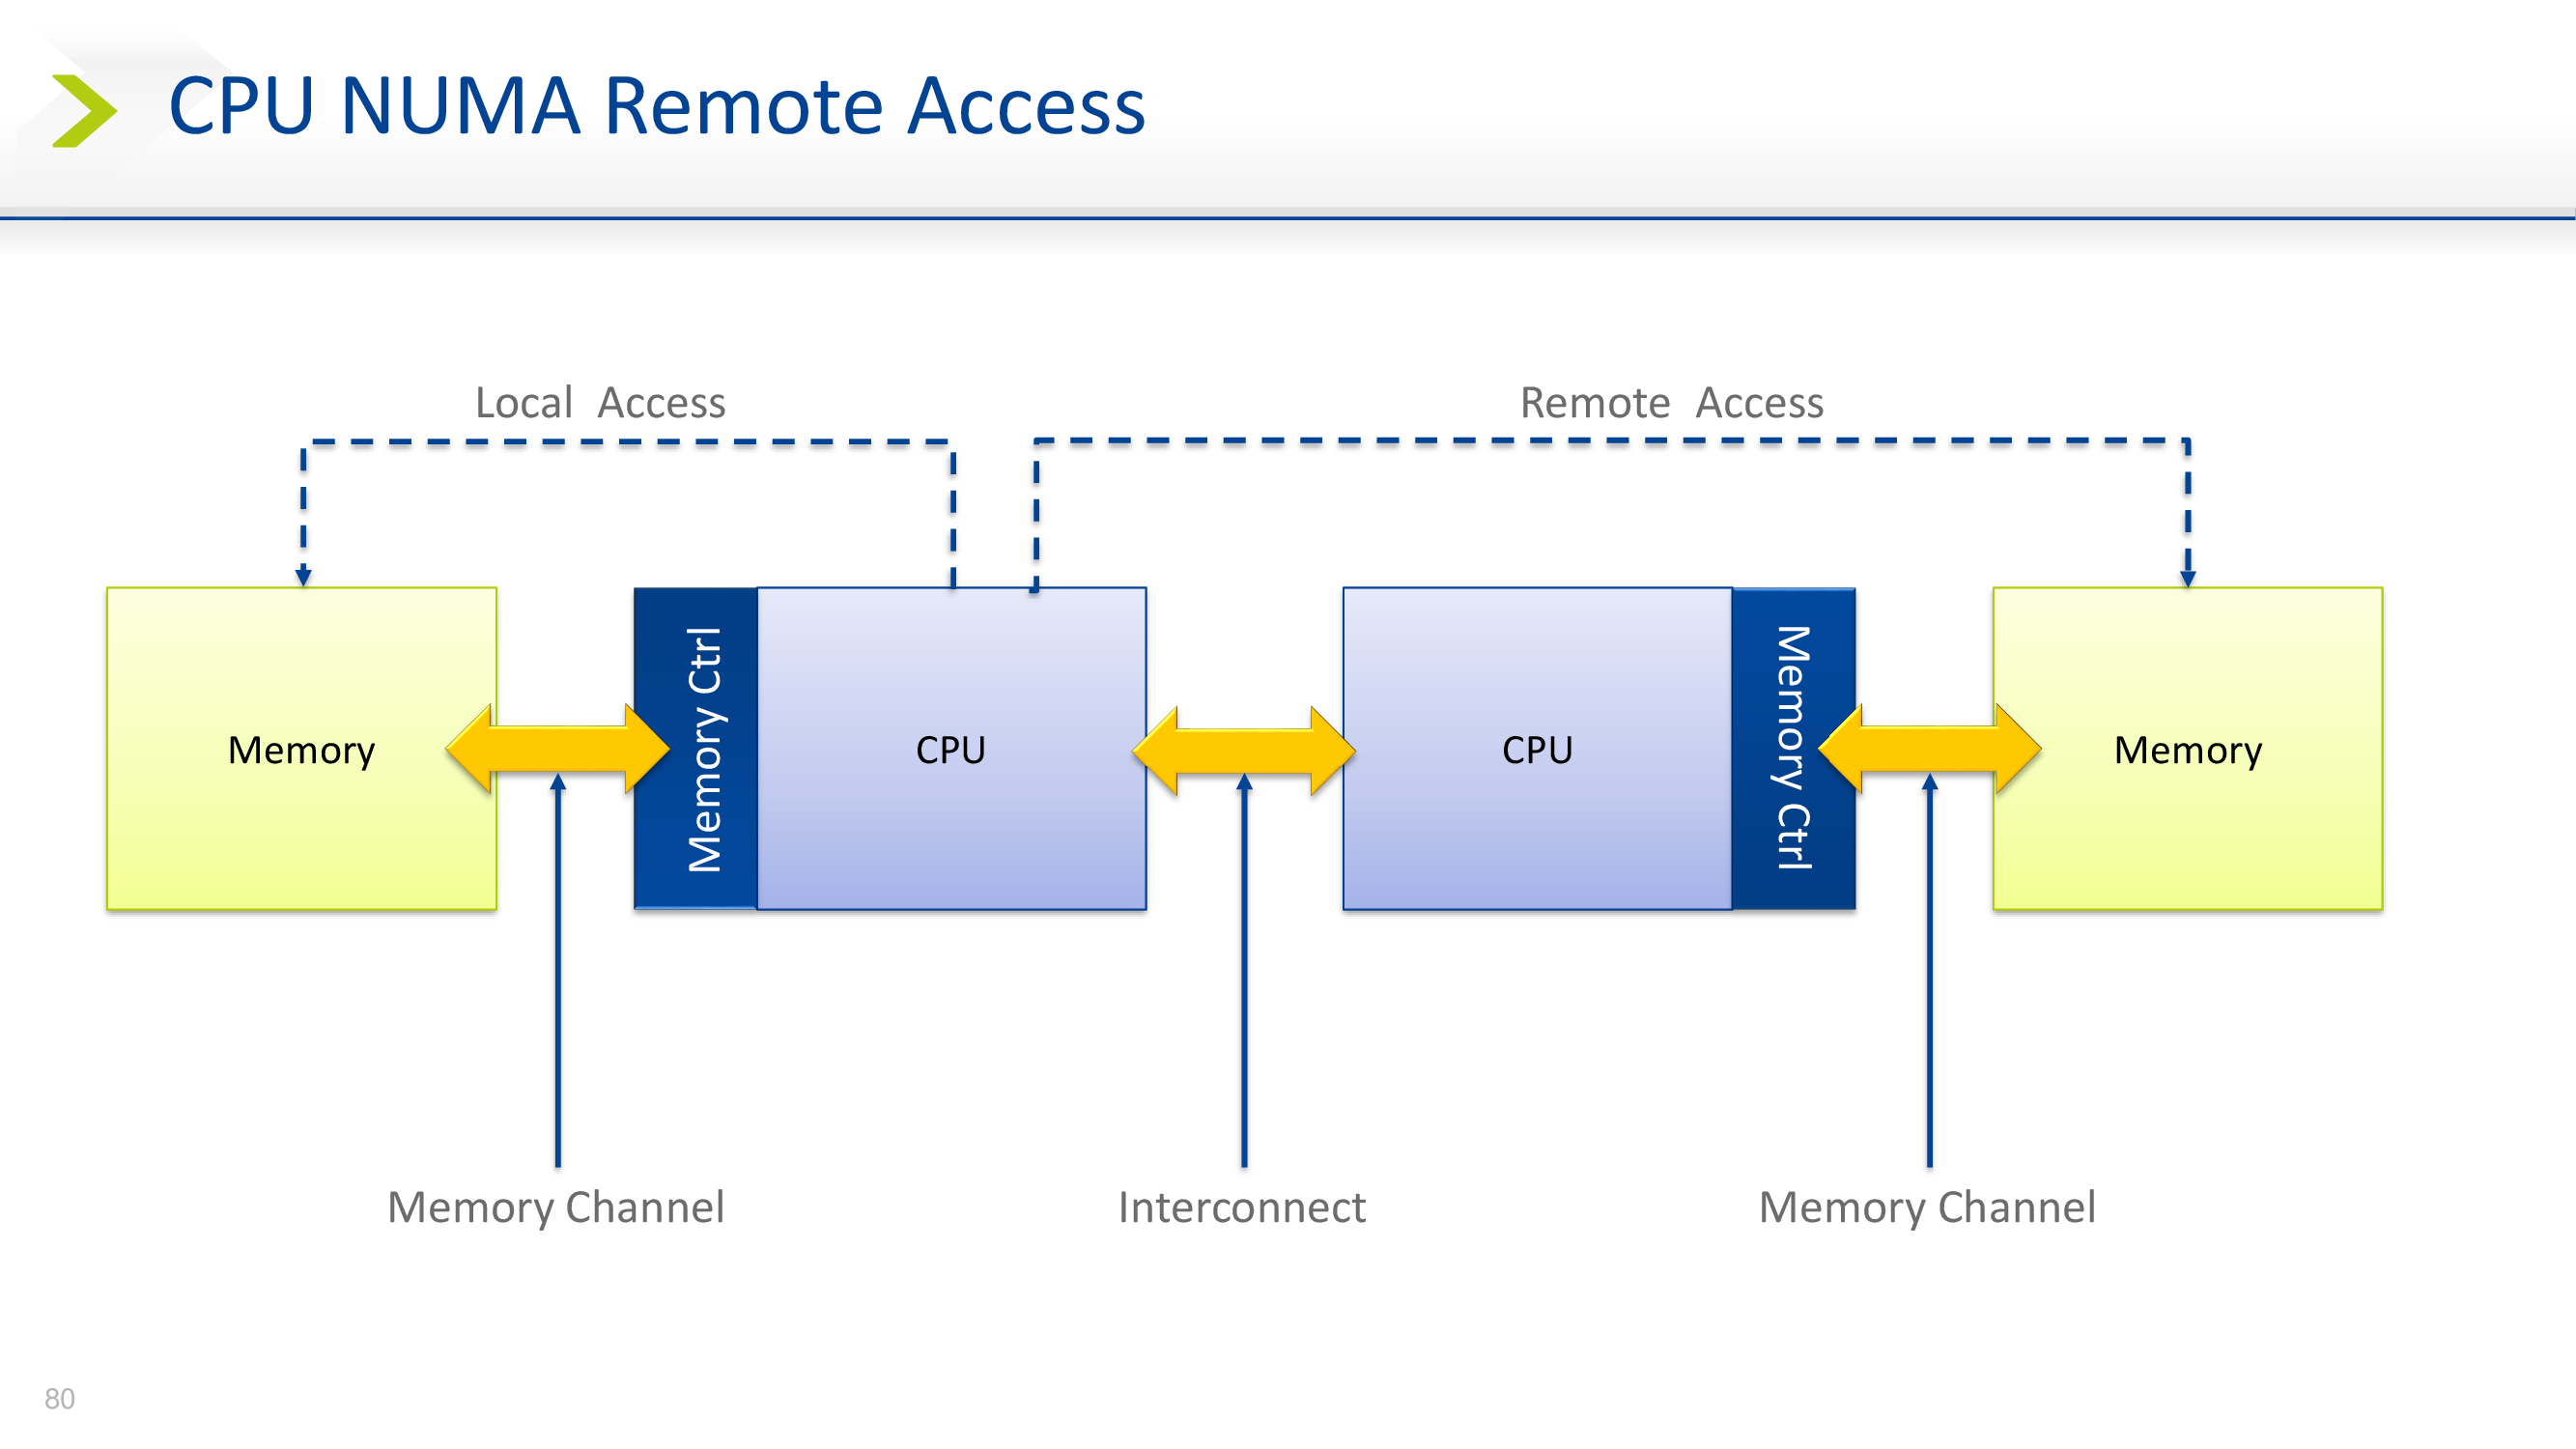 CPU NUMA Remote Access
Local Access
Remote Access
Memory
Memory Ctrl
CPU
CPU
Memory Ctrl
Memory
Memory Channel
Interconnect
Memory Channel
80